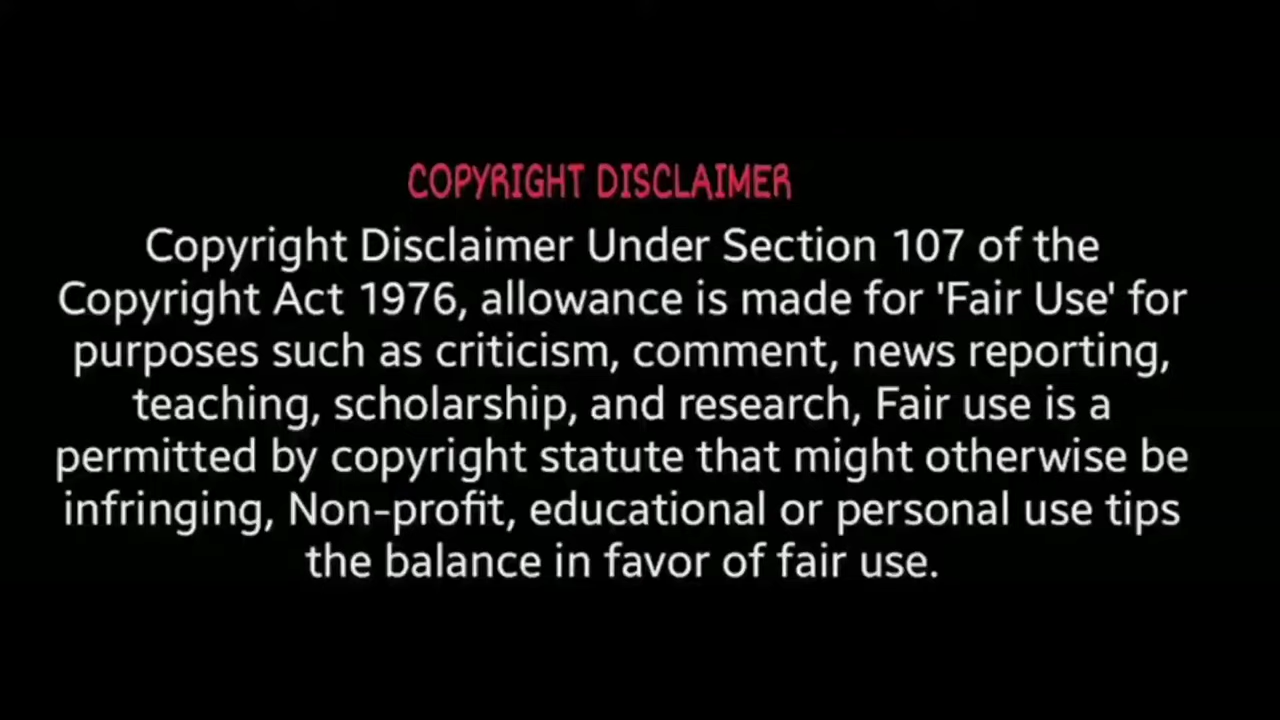 COPYRIGHT DISCLAIMER
Copyright Disclaimer Under Section 107 of the
Copyright Act 1976, allowance is made for 'Fair Use' for
purposes such as criticism, comment, news reporting,
teaching, scholarship, and research, Fair use is a
permitted by copyright statute that might otherwise be
infringing, Non-profit, educational or personal use tips
the balance in favor of fair use.